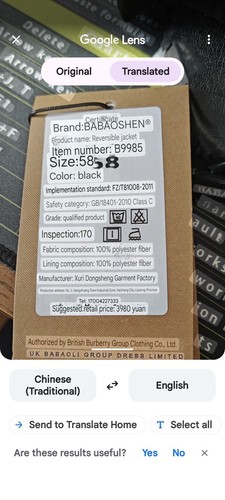 Google Lens
Original
Translated
Certificate
Brand:BABAOSHEN®
Product name: Reversible jacket
Item number: B9985
Size:58 58
Color: black
Implementation standard: FZ/T81008-2011
Safety category: GB/18401-2010 Class C
Grade: qualified product
Inspection:170
Fabric composition: 100% polyester fiber
Lining composition: 100% polyester fiber
Manufacturer: Xuri Dongsheng Garment Factory
Tel: 17004227333
Suggested retail price: 3980 yuan
Authorized by British Burberry Group Clothing Co., Ltd.
UK BABAOLI GROUP DRESS LIMITED
Chinese
(Traditional)
English
Send to Translate Home
Select all
Are these results useful?
Yes
No